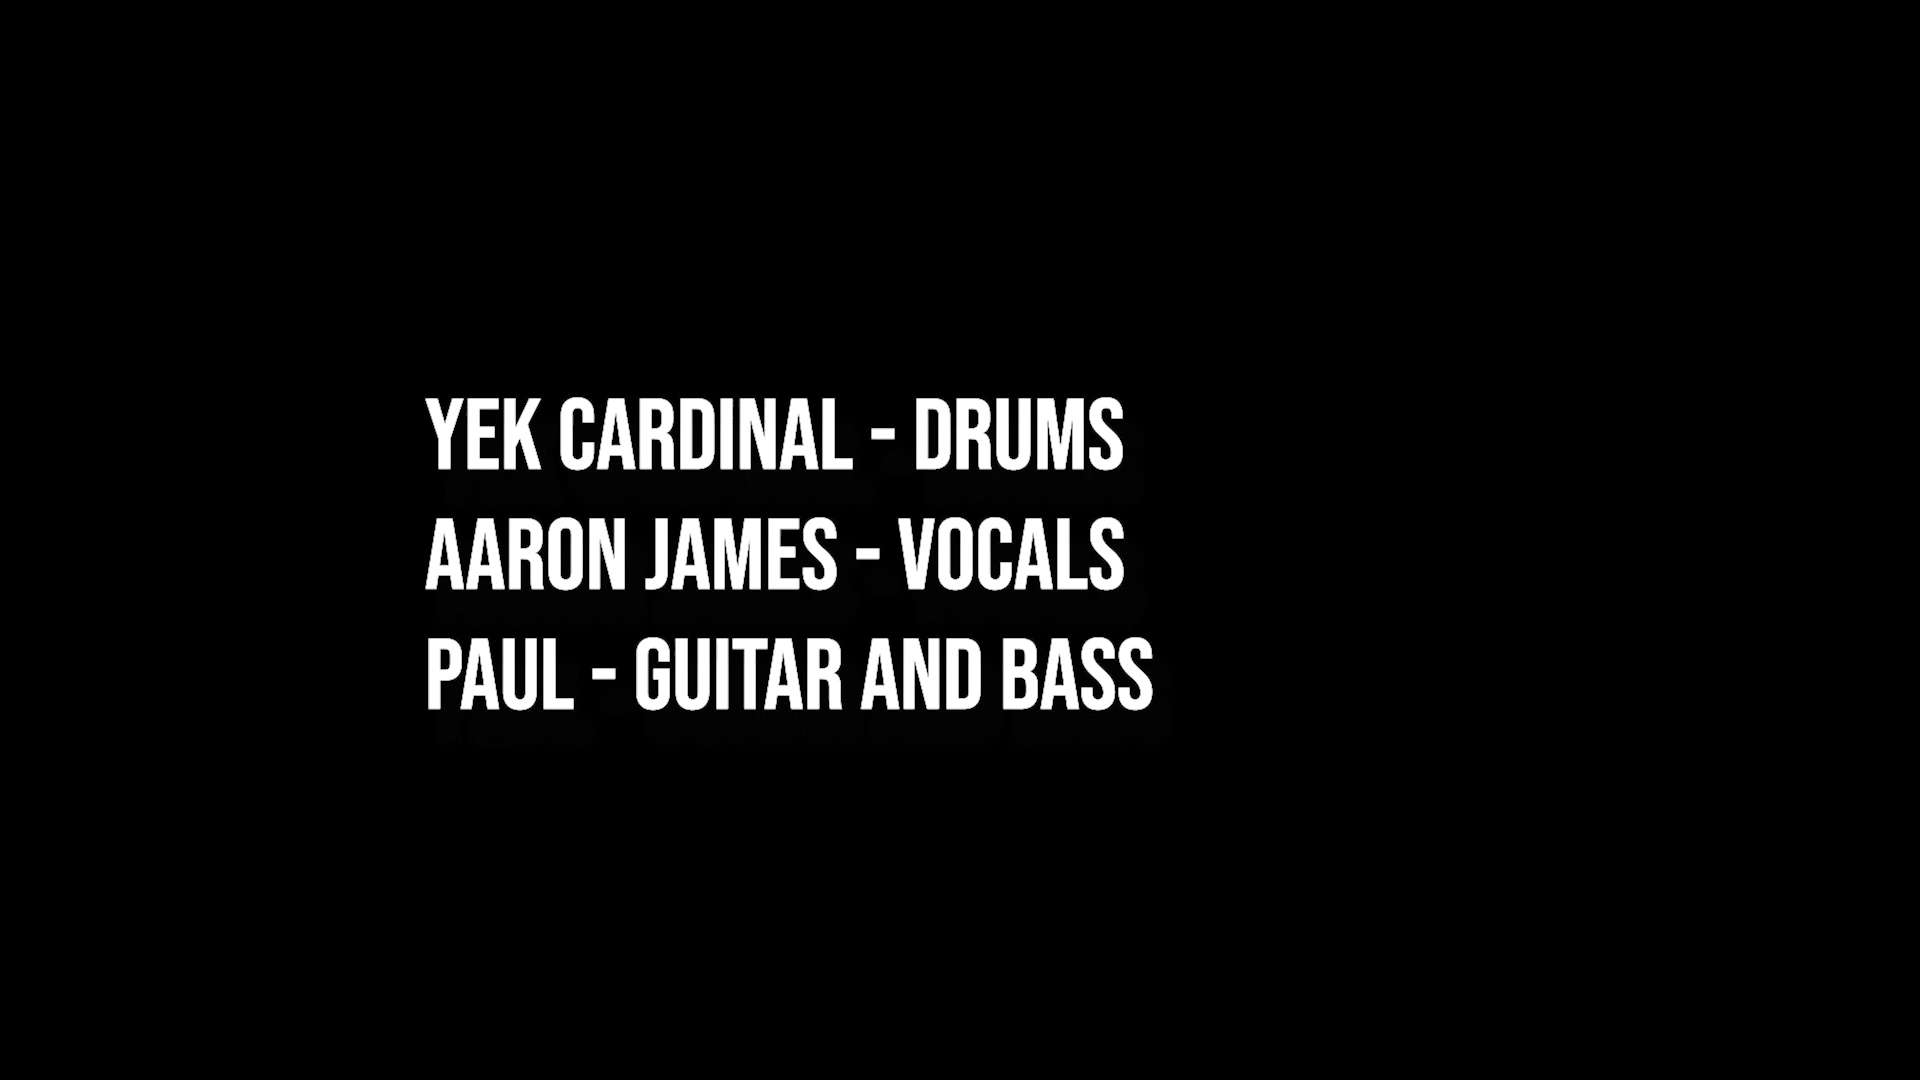 YEK CARDINAL - DRUMS
AARON JAMES - VOCALS
PAUL - GUITAR AND BASS